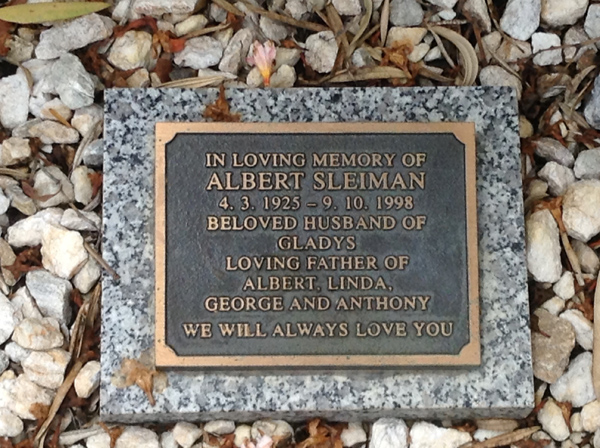 IN LOVING MEMORY OF
ALBERT SLEIMAN
4. 3. 1925 – 9. 10. 1998
BELOVED HUSBAND OF
GLADYS
LOVING FATHER OF
ALBERT, LINDA,
GEORGE AND ANTHONY
WE WILL ALWAYS LOVE YOU